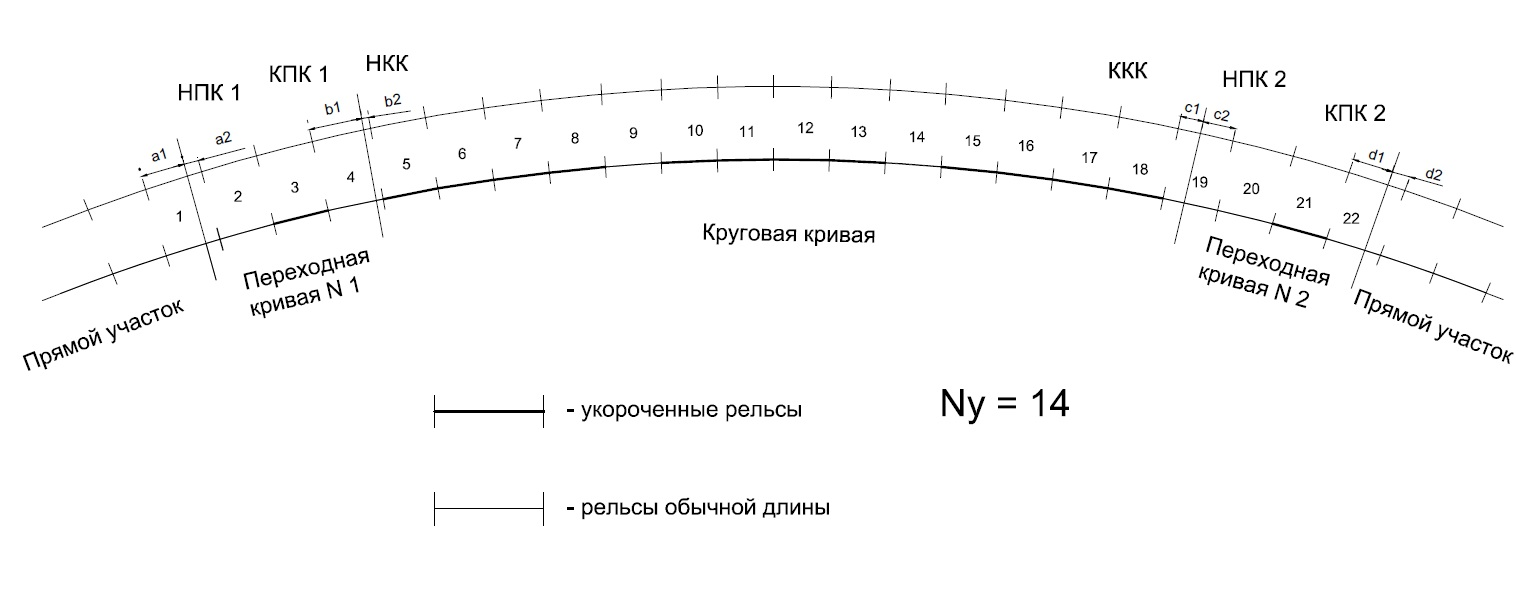 НПК 1
КПК 1
НКК
ККК
НПК 2
КПК 2
a1
a2
b1
b2
c1
c2
d1
d2
1
2
3
4
5
6
7
8
9
10
11
12
13
14
15
16
17
18
19
20
21
22
Прямой участок
Переходная
кривая N 1
Круговая кривая
Переходная
кривая N 2
Прямой участок
- укороченные рельсы
Ny = 14
- рельсы обычной длины